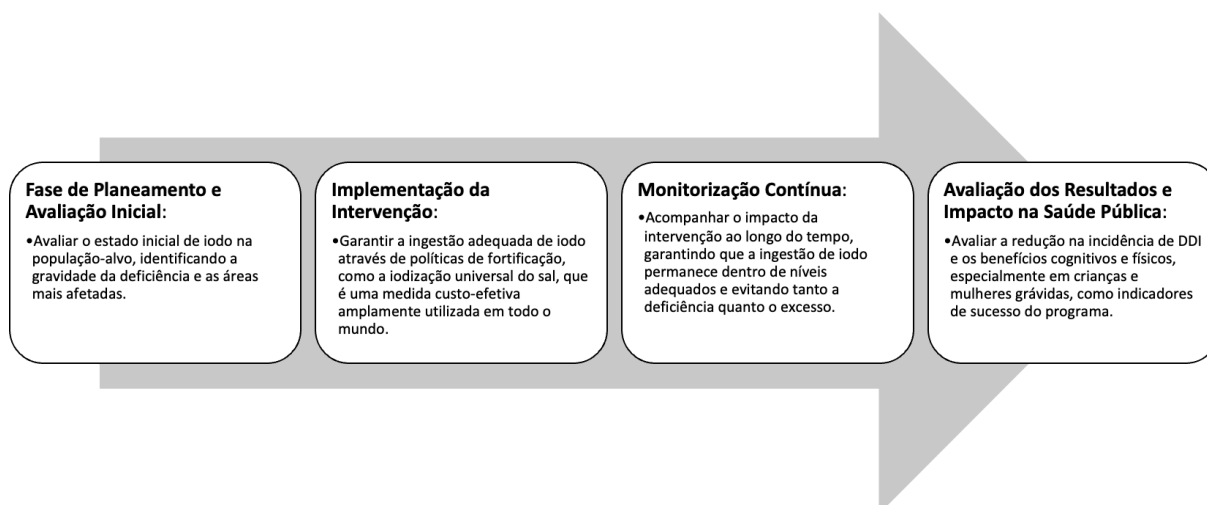 Fase de Planeamento e
Avaliação Inicial:
•Avaliar o estado inicial de iodo na
população-alvo, identificando a
gravidade da deficiência e as áreas
mais afetadas.
Implementação da
Intervenção:
•Garantir a ingestão adequada de iodo
através de políticas de fortificação,
como a iodização universal do sal, que
é uma medida custo-efetiva
amplamente utilizada em todo o
mundo.
Monitorização Contínua:
•Acompanhar o impacto da
intervenção ao longo do tempo,
garantindo que a ingestão de iodo
permanece dentro de níveis
adequados e evitando tanto a
deficiência quanto o excesso.
Avaliação dos Resultados e
Impacto na Saúde Pública:
•Avaliar a redução na incidência de DDI
e os benefícios cognitivos e físicos,
especialmente em crianças e
mulheres grávidas, como indicadores
de sucesso do programa.